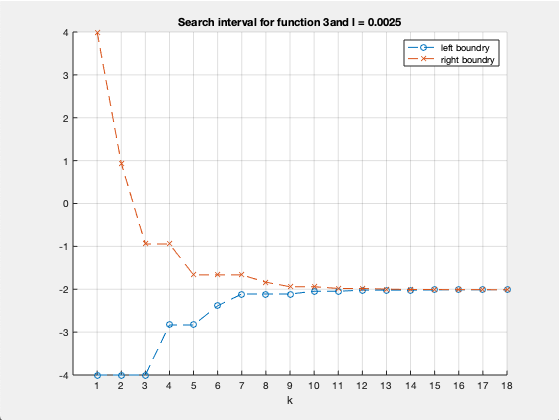 Search interval for function 3and l = 0.0025
left boundry
right boundry
4
3
2
1
0
-1
-2
-3
-4
1 2 3 4 5 6 7 8 9 10 11 12 13 14 15 16 17 18
k